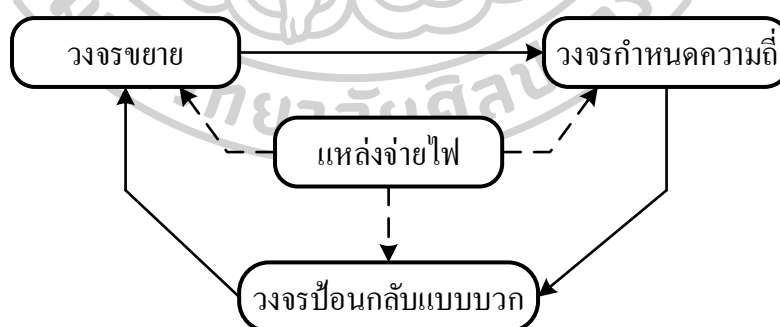 วงจรขยาย
วงจรกำหนดความถี่
แหล่งจ่ายไฟ
วงจรป้อนกลับแบบบวก